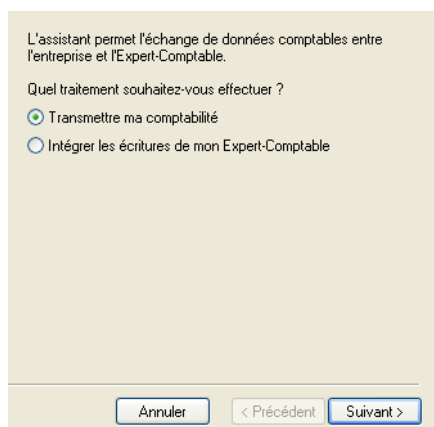 L'assistant permet l'échange de données comptables entre
l'entreprise et l'Expert-Comptable.
Quel traitement souhaitez-vous effectuer ?
Transmettre ma comptabilité
Intégrer les écritures de mon Expert-Comptable
Annuler
< Précédent
Suivant >